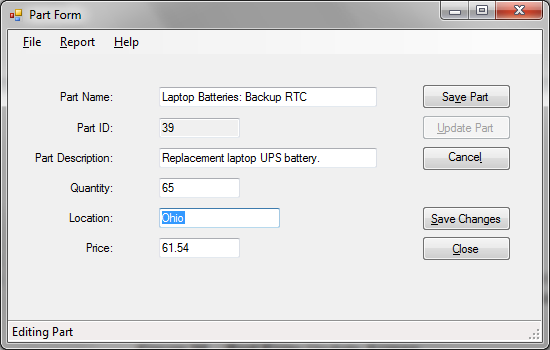 Part Form
File Report Help
Part Name: Laptop Batteries: Backup RTC Save Part
Part ID: 39 Update Part
Part Description: Replacement laptop UPS battery. Cancel
Quantity: 65
Location: Ohio Save Changes
Price: 61.54 Close
Editing Part